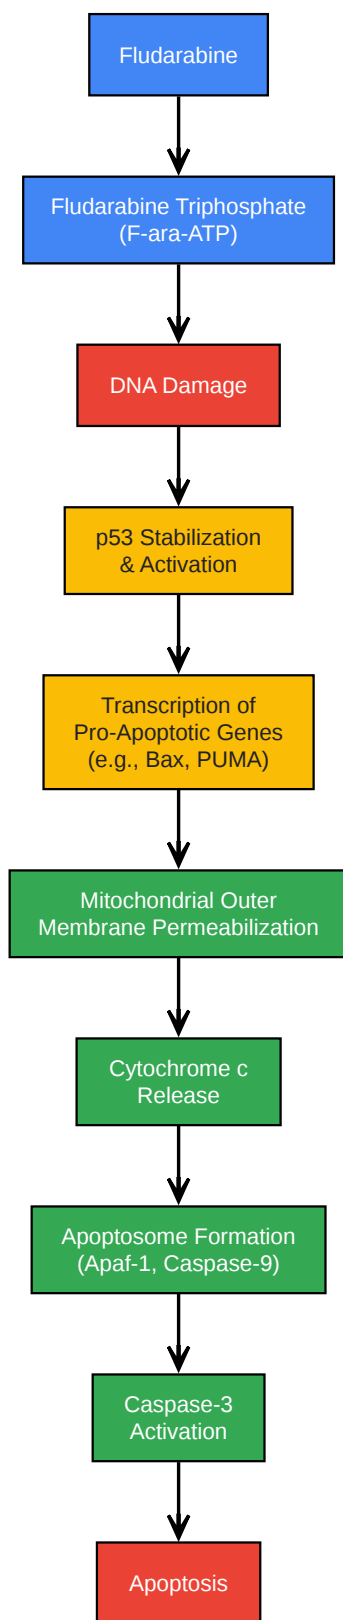 Fludarabine
Fludarabine Triphosphate
(F-ara-ATP)
DNA Damage
p53 Stabilization
& Activation
Transcription of
Pro-Apoptotic Genes
(e.g., Bax, PUMA)
Mitochondrial Outer
Membrane Permeabilization
Cytochrome c
Release
Apoptosome Formation
(Apaf-1, Caspase-9)
Caspase-3
Activation
Apoptosis